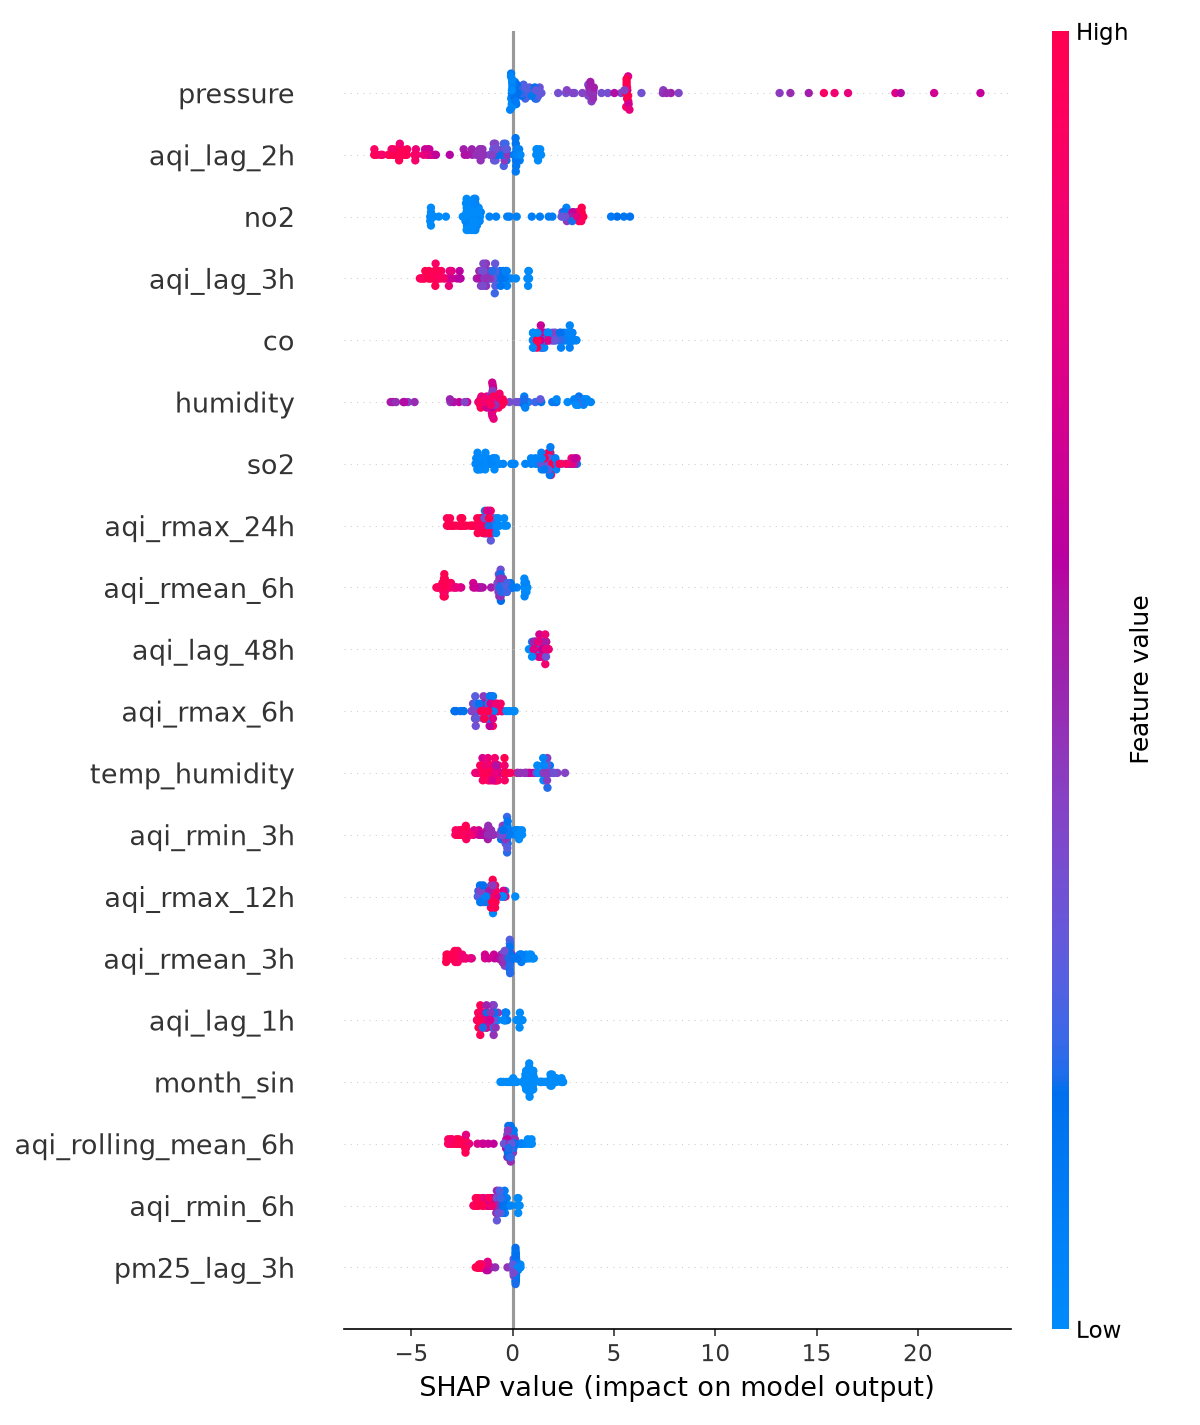 High
pressure
aqi_lag_2h
no2
aqi_lag_3h
co
humidity
so2
aqi_rmax_24h
aqi_rmean_6h
aqi_lag_48h
aqi_rmax_6h
temp_humidity
aqi_rmin_3h
aqi_rmax_12h
aqi_rmean_3h
aqi_lag_1h
month_sin
aqi_rolling_mean_6h
aqi_rmin_6h
pm25_lag_3h
Feature value
Low
−5 0 5 10 15 20
SHAP value (impact on model output)